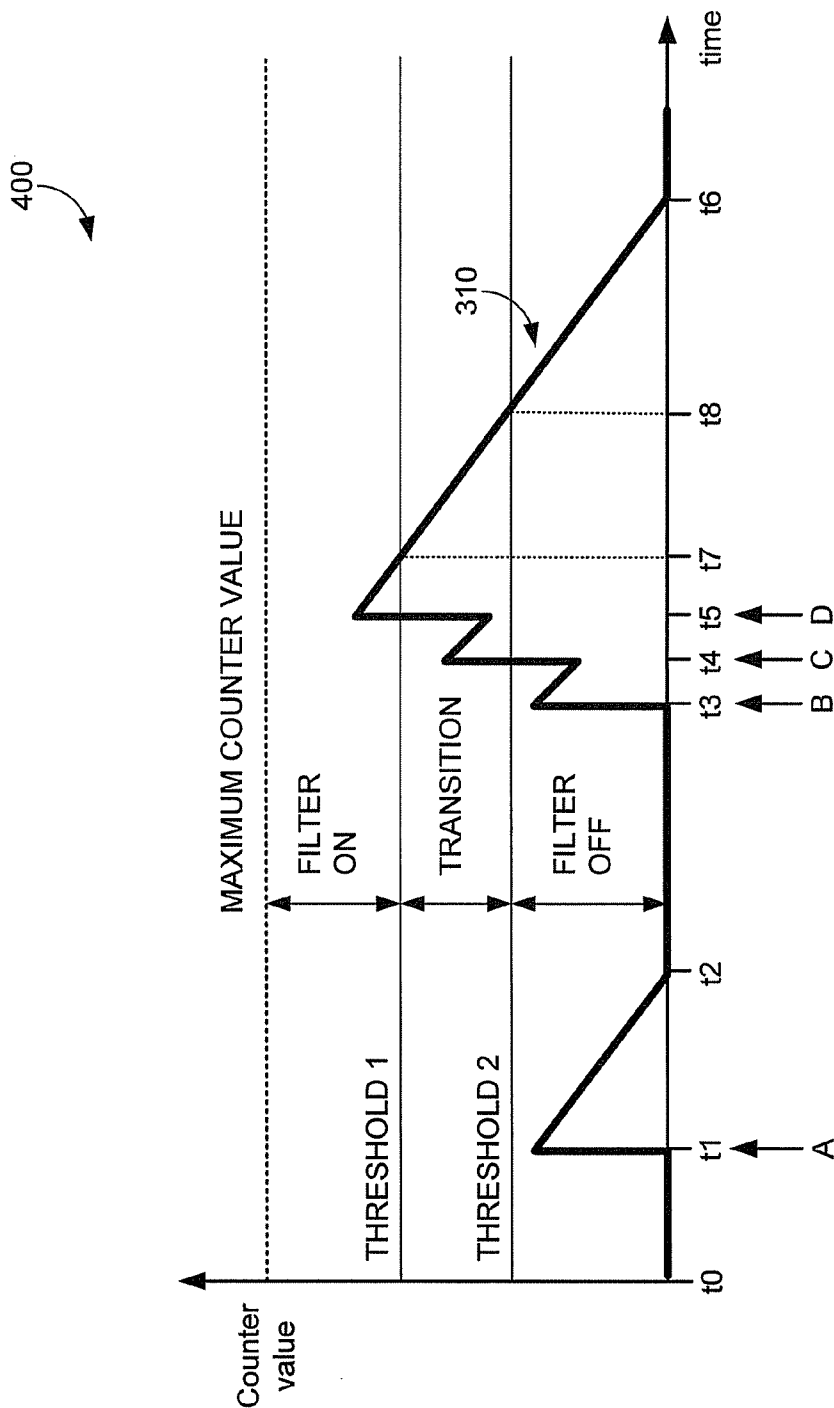 400
Counter
value
MAXIMUM COUNTER VALUE
FILTER
ON
THRESHOLD 1
TRANSITION
310
THRESHOLD 2
FILTER
OFF
t0
t1
t2
t3
t4
t5
t7
t8
t6
time
A
B
C
D